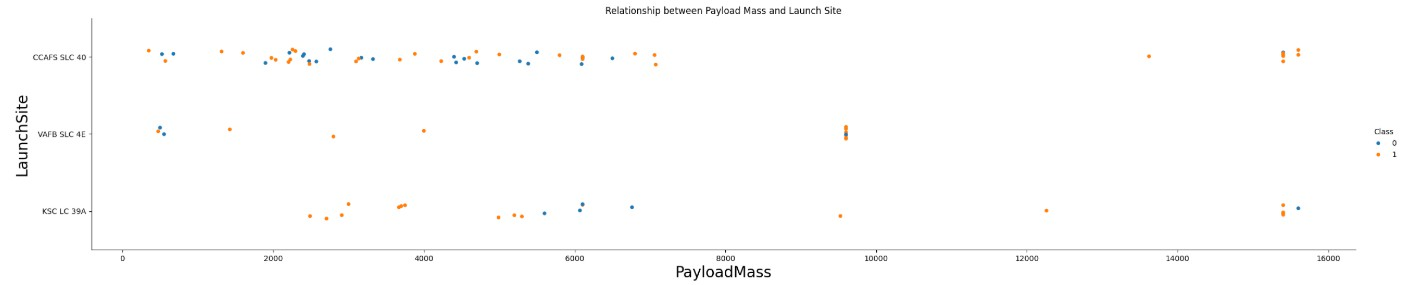 Relationship between Payload Mass and Launch Site
LaunchSite
CCAFS SLC 40
VAFB SLC 4E
KSC LC 39A
0 2000 4000 6000 8000 10000 12000 14000 16000
PayloadMass
Class
0
1